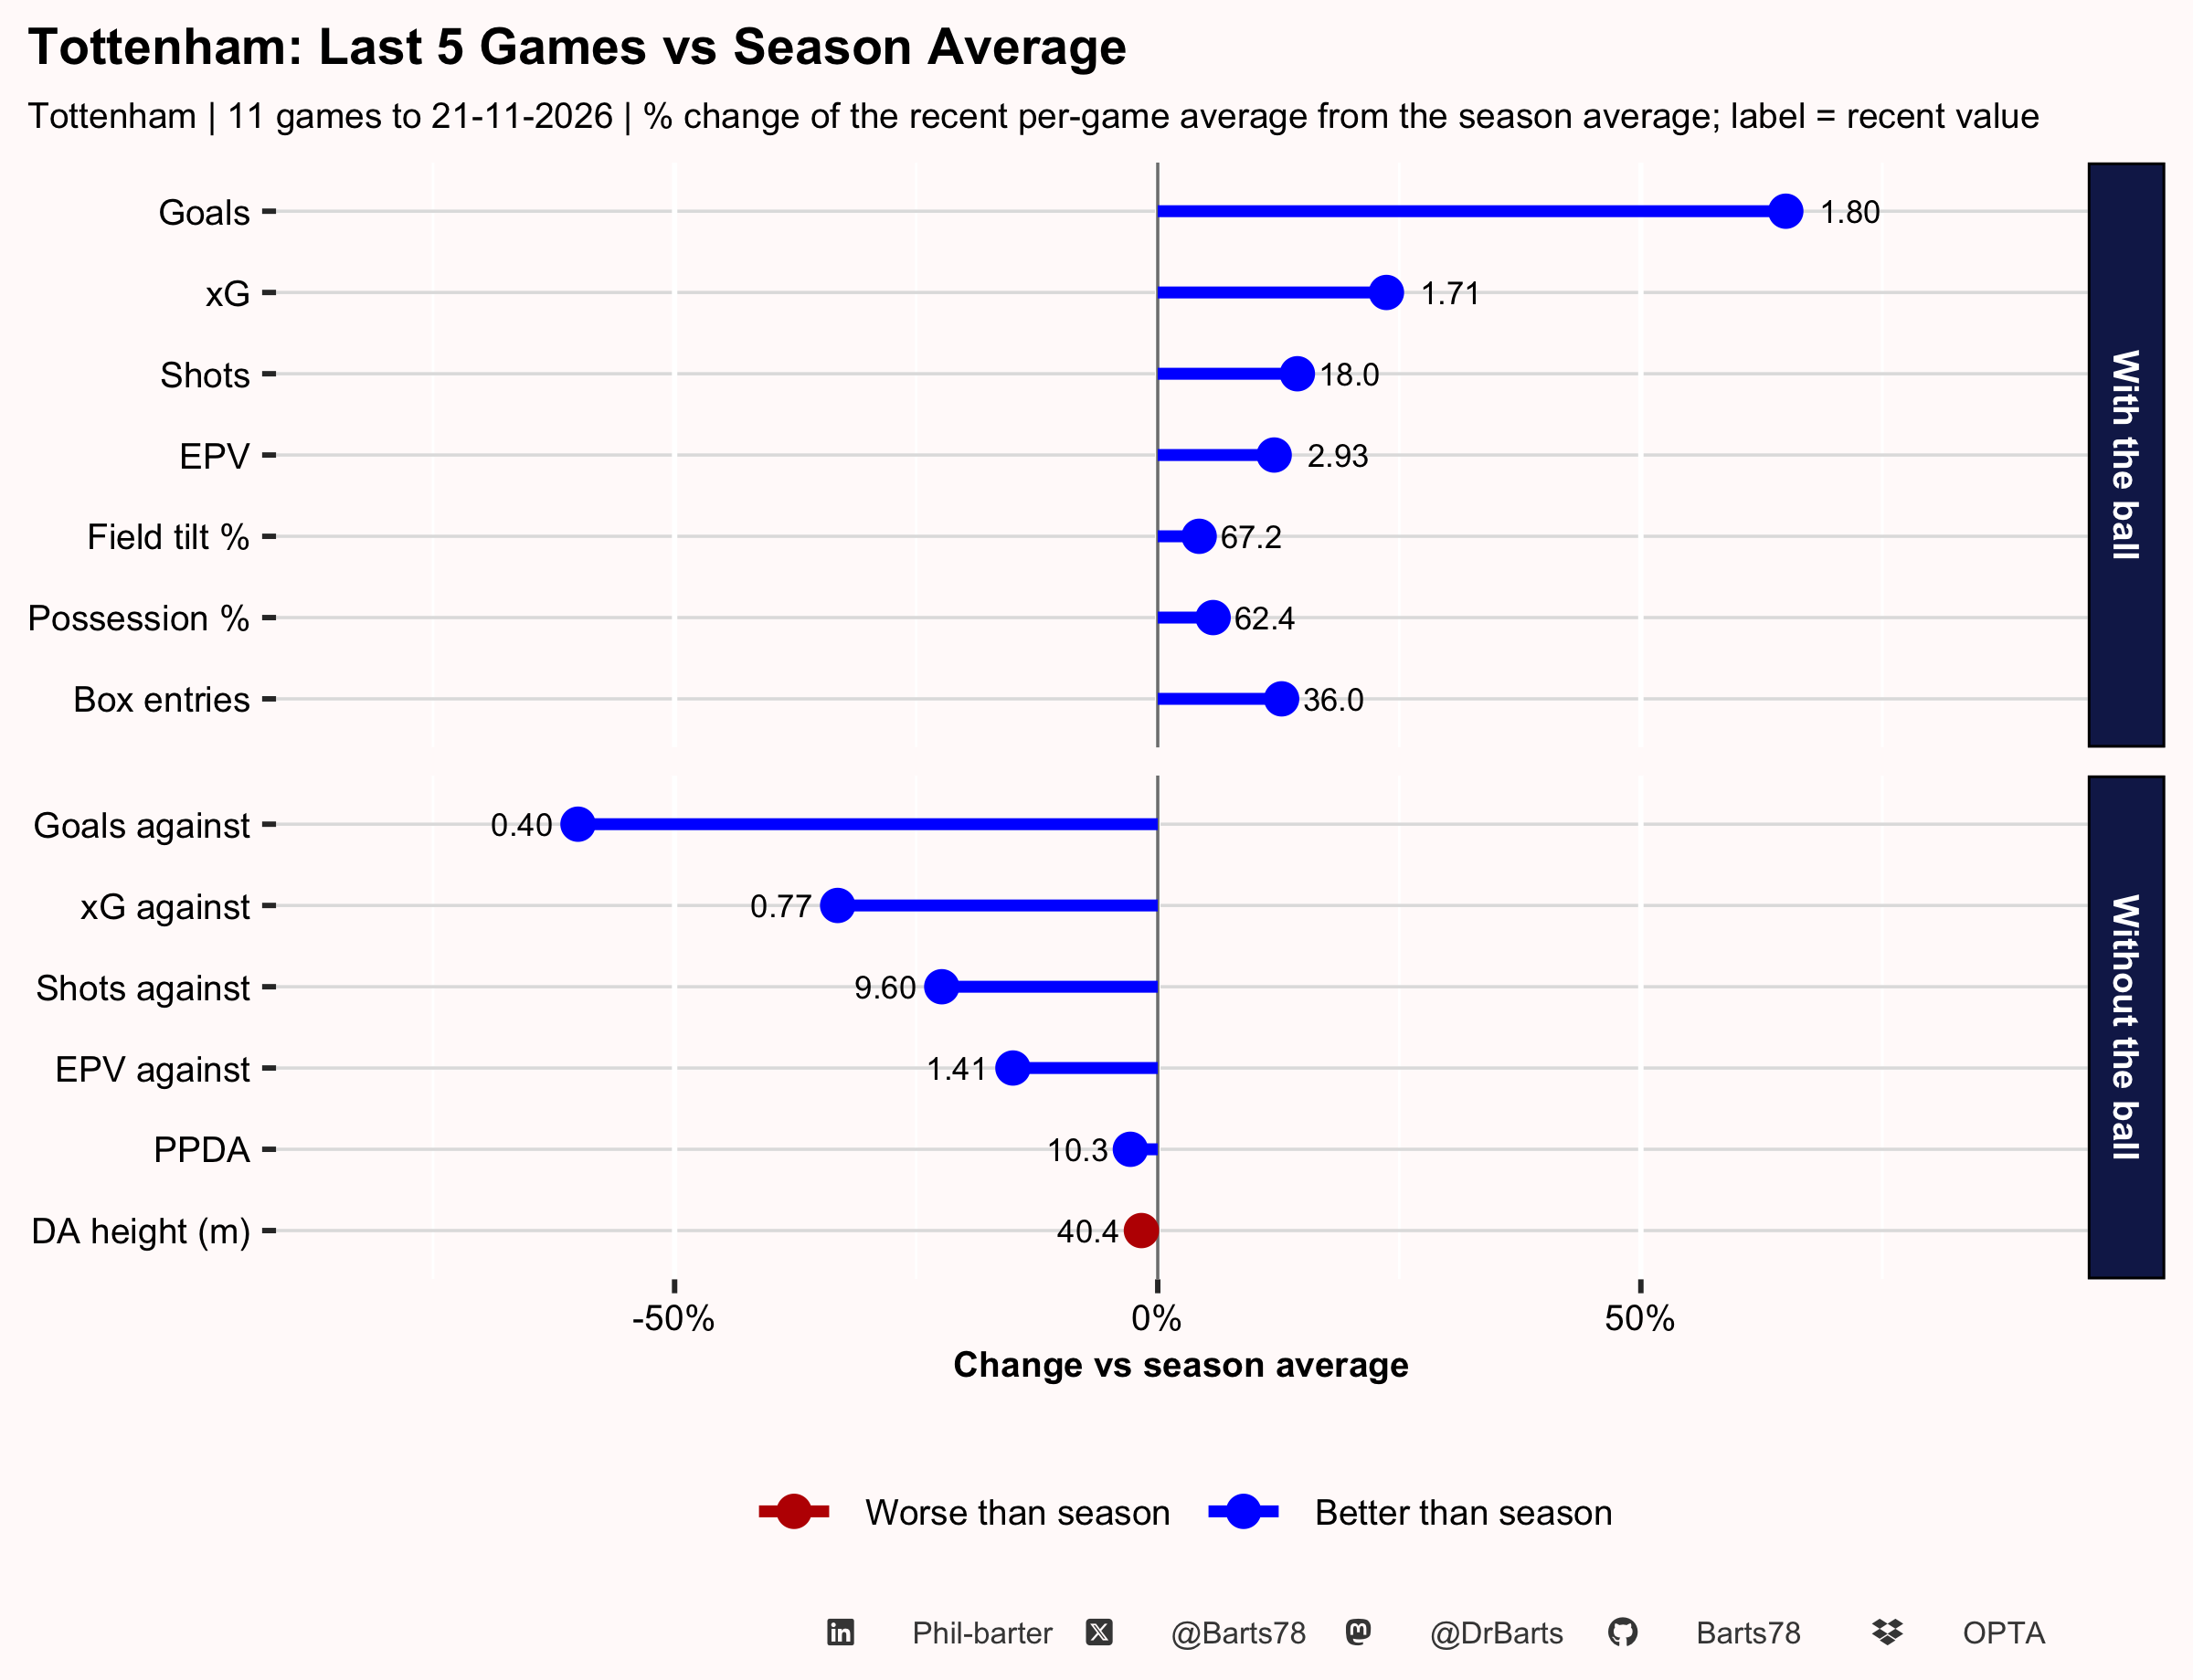 Tottenham: Last 5 Games vs Season Average
Tottenham | 11 games to 21-11-2026 | % change of the recent per-game average from the season average; label = recent value
With the ball
Goals 1.80
xG 1.71
Shots 18.0
EPV 2.93
Field tilt % 67.2
Possession % 62.4
Box entries 36.0
Without the ball
Goals against 0.40
xG against 0.77
Shots against 9.60
EPV against 1.41
PPDA 10.3
DA height (m) 40.4
-50% 0% 50%
Change vs season average
Worse than season Better than season
Phil-barter @Barts78 @DrBarts Barts78 OPTA